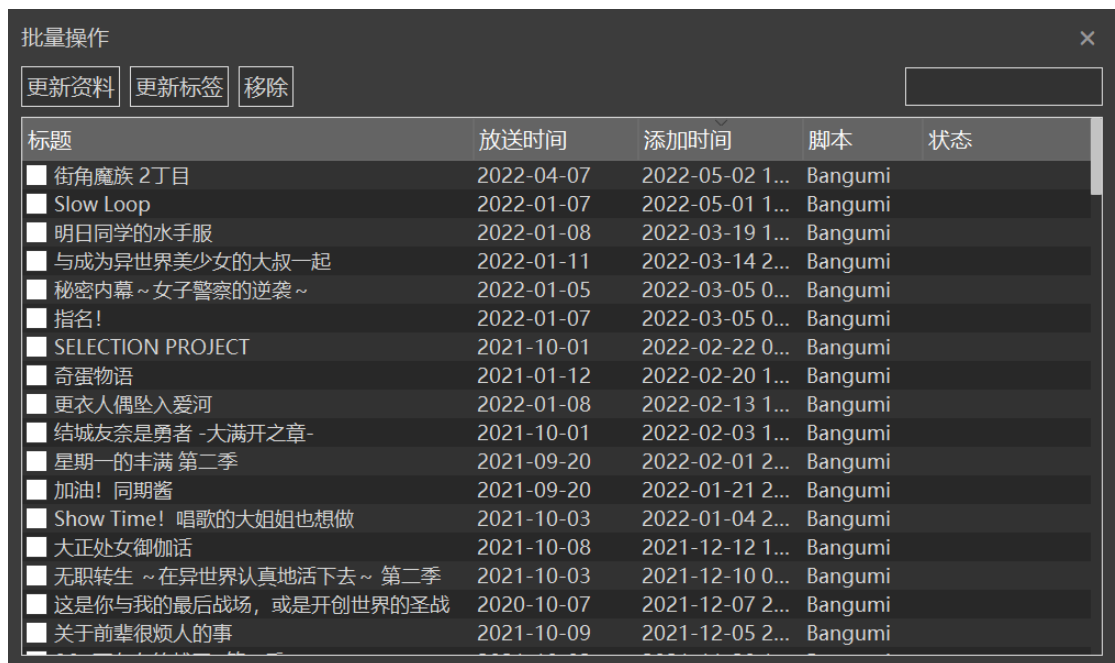 批量操作
更新资料 更新标签 移除
标题 放送时间 添加时间 脚本 状态
街角魔族 2丁目 2022-04-07 2022-05-02 1... Bangumi
Slow Loop 2022-01-07 2022-05-01 1... Bangumi
明日同学的水手服 2022-01-08 2022-03-19 1... Bangumi
与成为异世界美少女的大叔一起 2022-01-11 2022-03-14 2... Bangumi
秘密内幕～女子警察的逆袭～ 2022-01-05 2022-03-05 0... Bangumi
指名！ 2022-01-07 2022-03-05 0... Bangumi
SELECTION PROJECT 2021-10-01 2022-02-22 0... Bangumi
奇蛋物语 2021-01-12 2022-02-20 1... Bangumi
更衣人偶坠入爱河 2022-01-08 2022-02-13 1... Bangumi
结城友奈是勇者 -大满开之章- 2021-10-01 2022-02-03 1... Bangumi
星期一的丰满 第二季 2021-09-20 2022-02-01 2... Bangumi
加油！同期酱 2021-09-20 2022-01-21 2... Bangumi
Show Time！唱歌的大姐姐也想做 2021-10-03 2022-01-04 2... Bangumi
大正处女御伽话 2021-10-08 2021-12-12 1... Bangumi
无职转生 ～在异世界认真地活下去～ 第二季 2021-10-03 2021-12-10 0... Bangumi
这是你与我的最后战场，或是开创世界的圣战 2020-10-07 2021-12-07 2... Bangumi
关于前辈很烦人的事 2021-10-09 2021-12-05 2... Bangumi